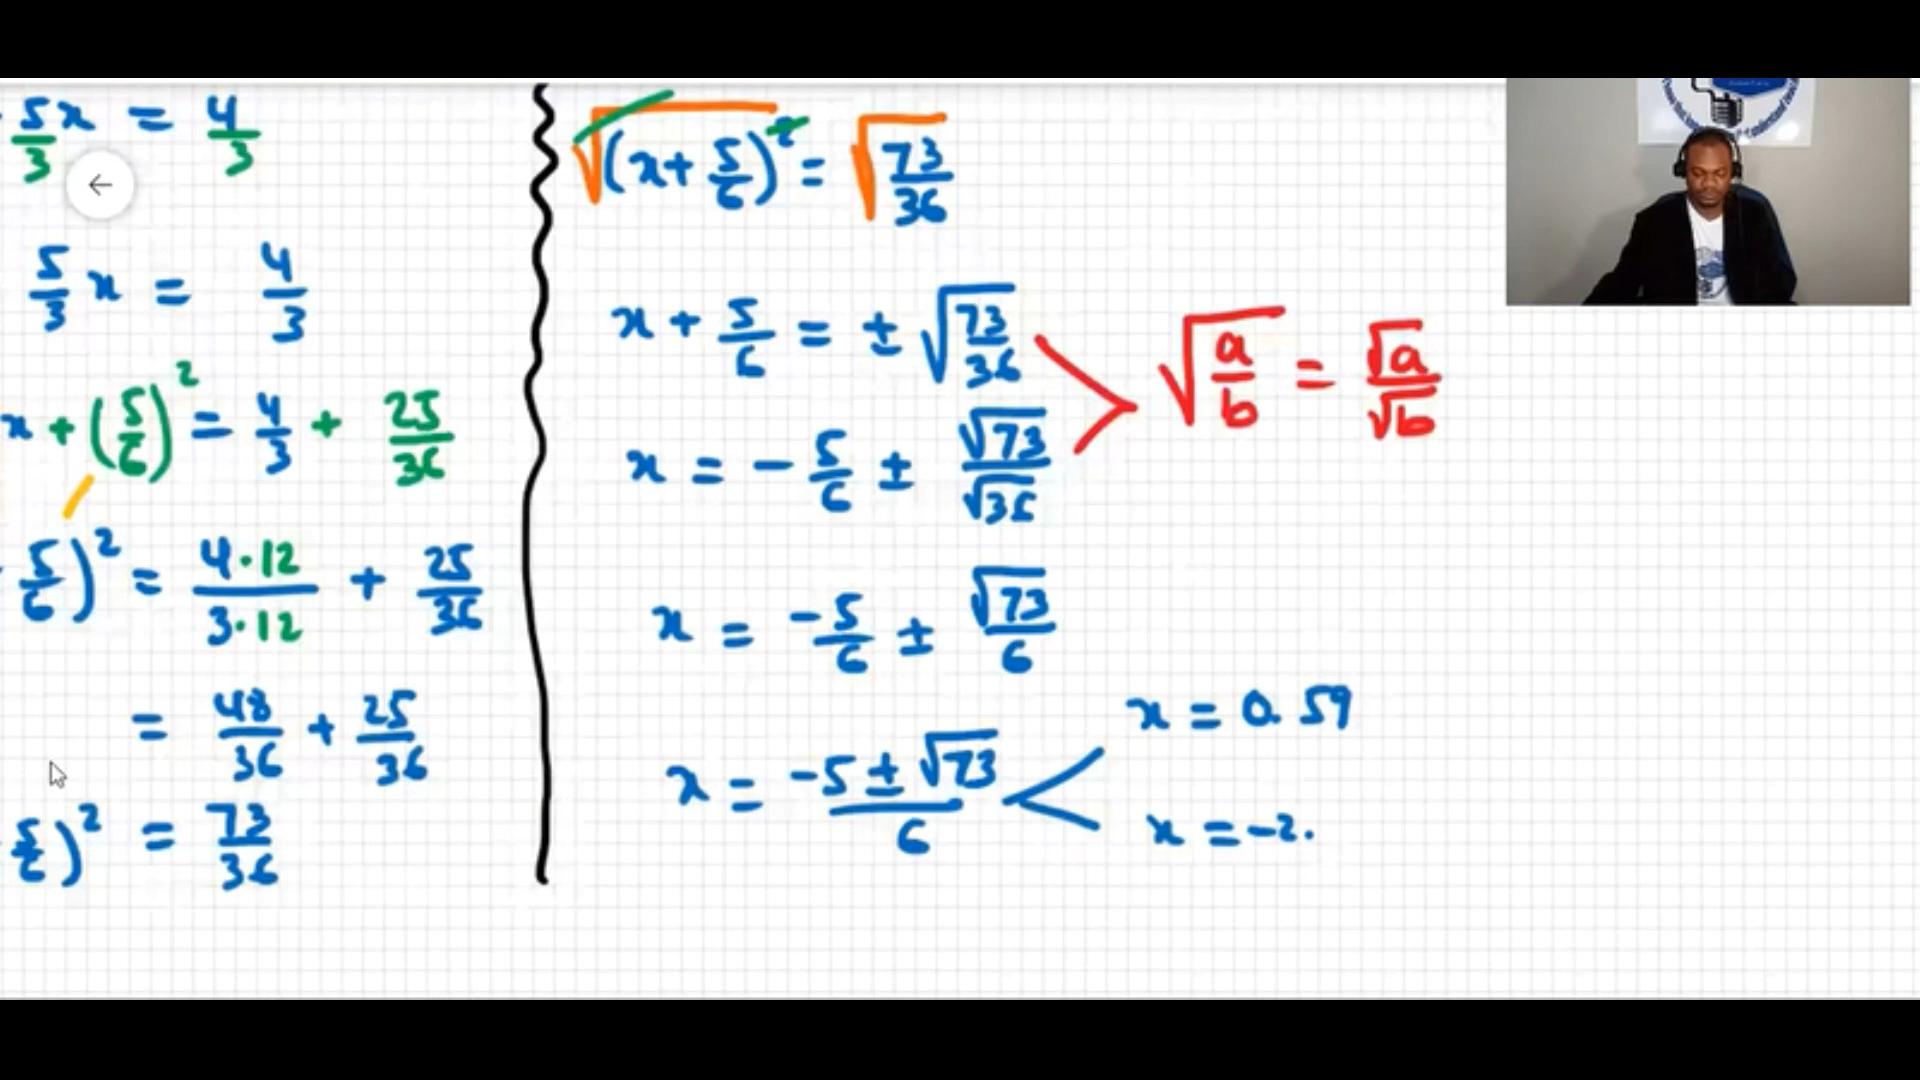 5/3 x = 4/3
5/3 x = 4/3
x + (5/6)² = 4/3 + 25/36
5/6)² = 4·12/3·12 + 25/36
= 48/36 + 25/36
5/6)² = 73/36
√(x + 5/6)² = √73/36
x + 5/6 = ± √73/36
√a/b = √a/√b
x = - 5/6 ± √73/√36
x = -5/6 ± √73/6
x = -5 ± √73/6
x = 0.59
x = -2.